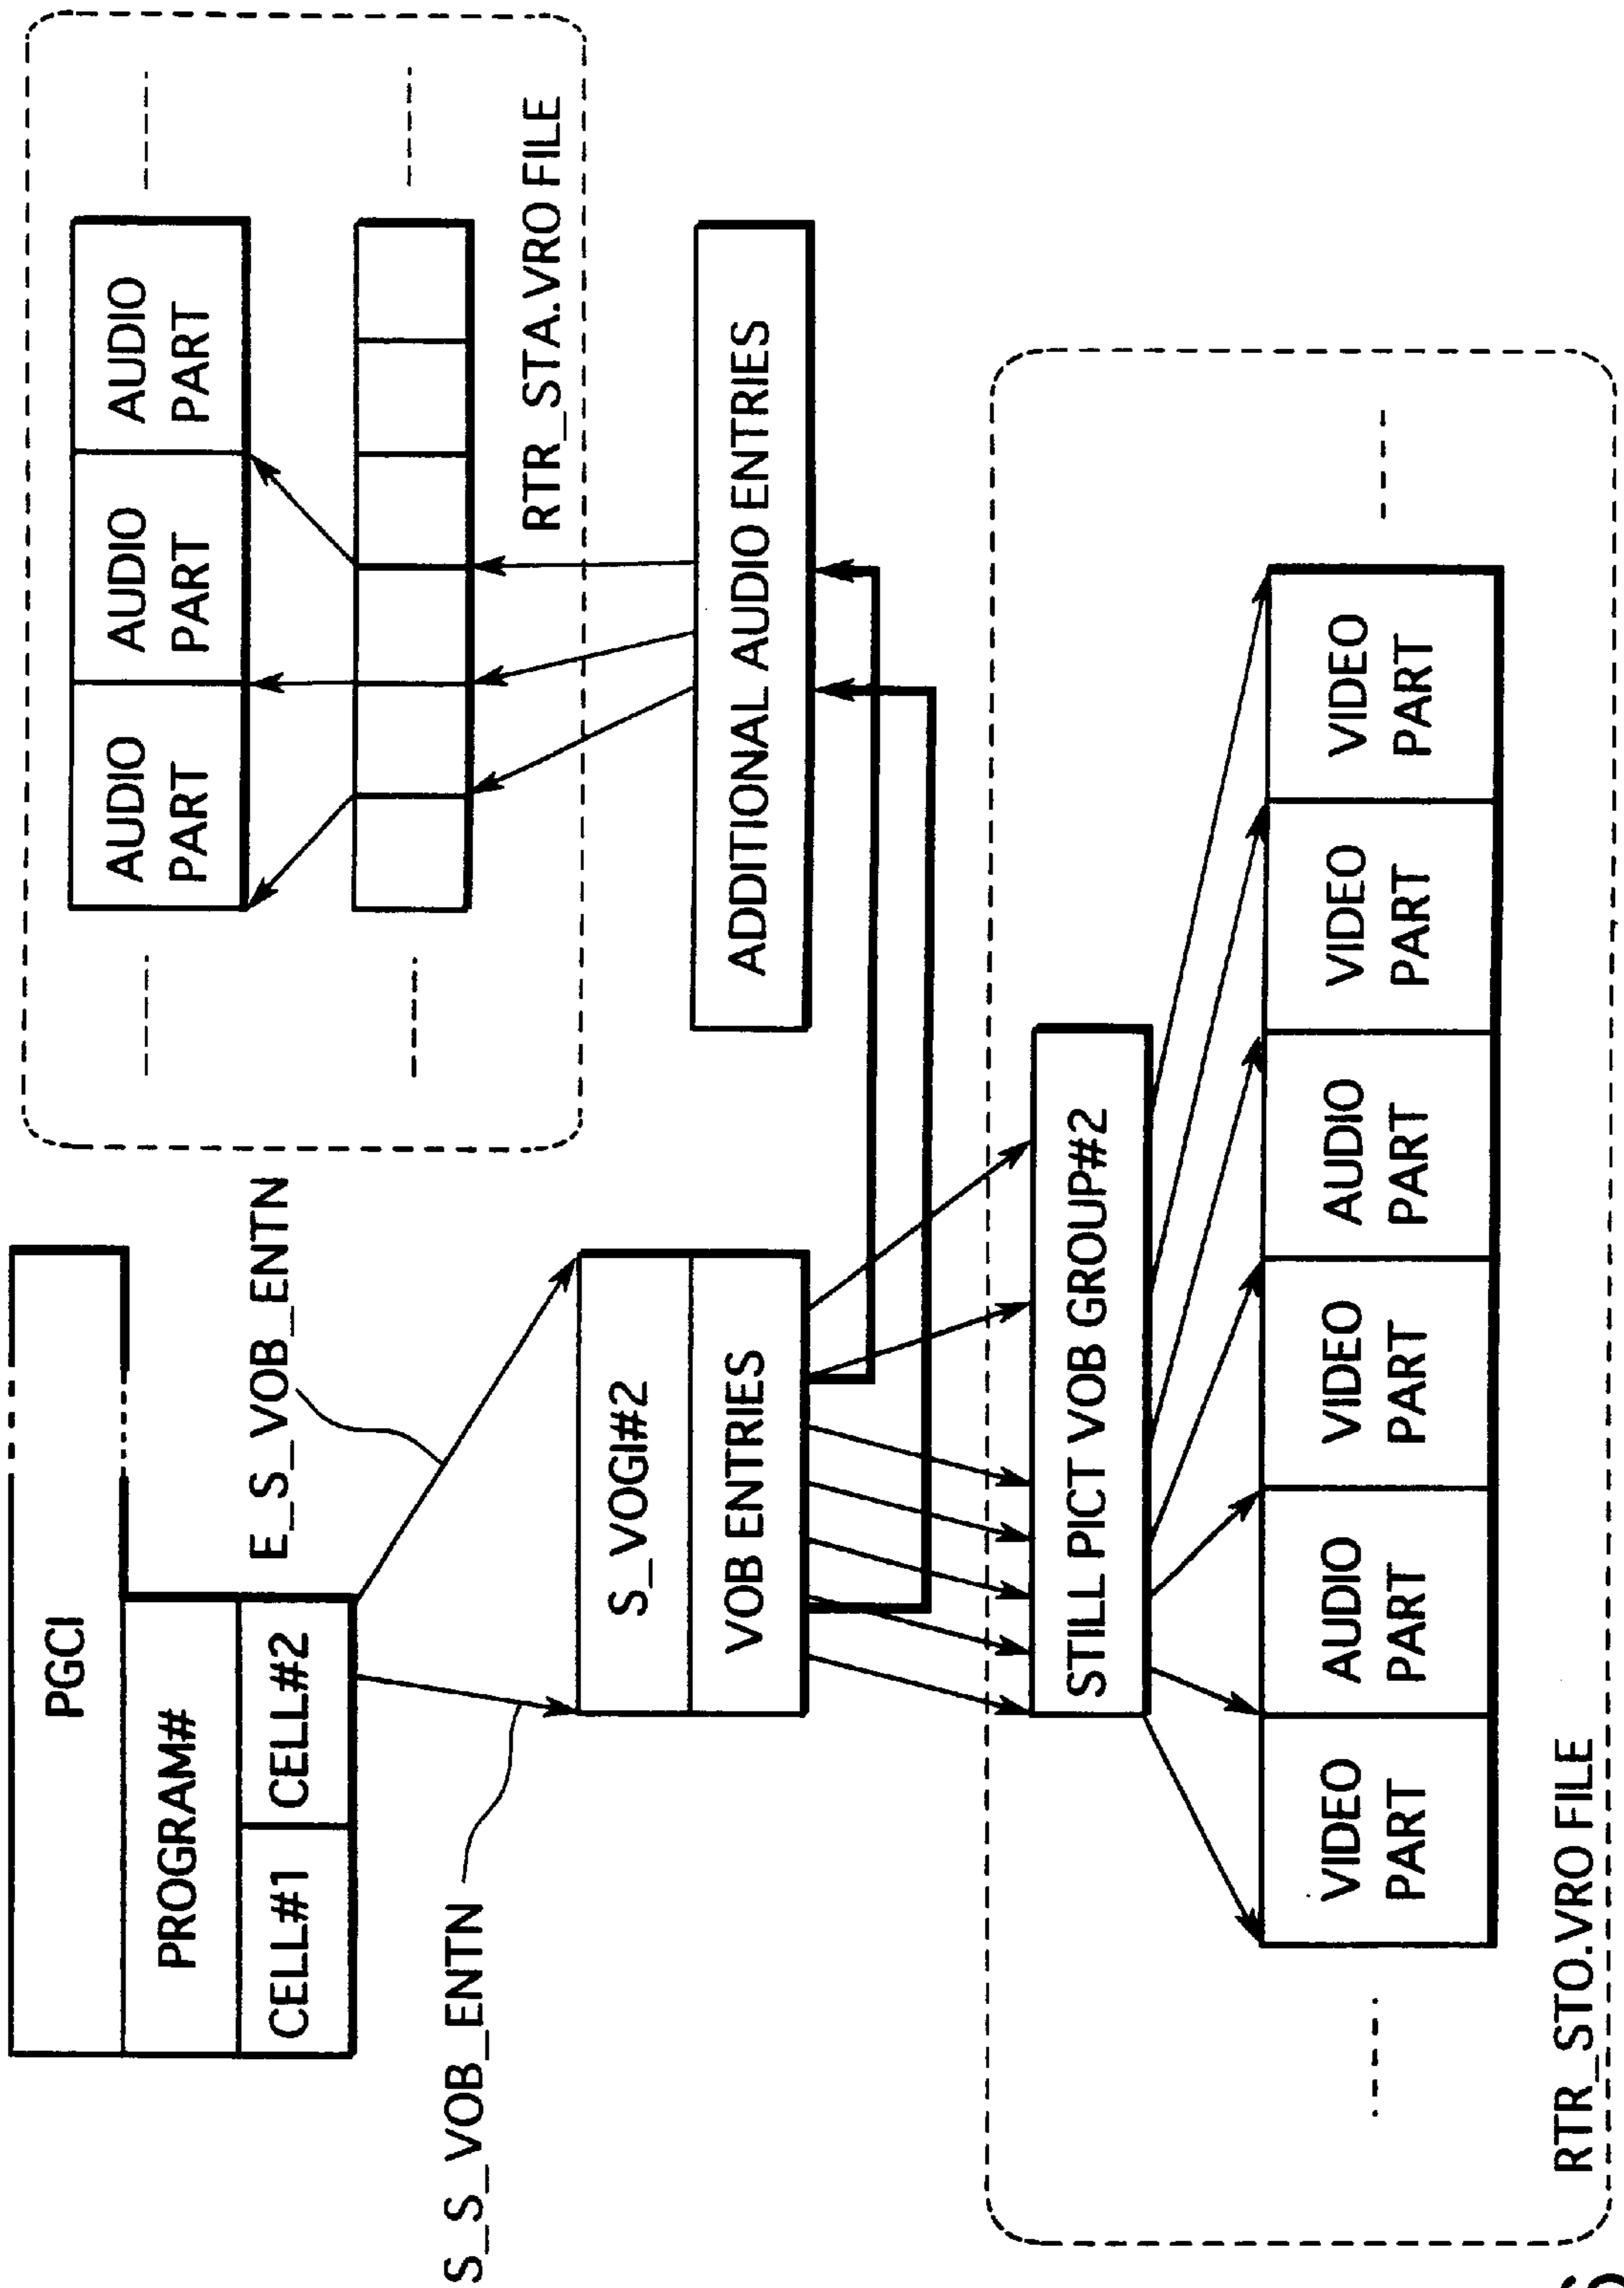 PGCI
PROGRAM#
CELL#1
CELL#2
S_S_VOB_ENTN
E_S_VOB_ENTN
S_VOGI#2
VOB ENTRIES
AUDIO
PART
AUDIO
PART
AUDIO
PART
RTR_STA.VRO FILE
ADDITIONAL AUDIO ENTRIES
STILL PICT VOB GROUP#2
VIDEO
PART
AUDIO
PART
VIDEO
PART
AUDIO
PART
VIDEO
PART
VIDEO
PART
RTR_STO.VRO FILE